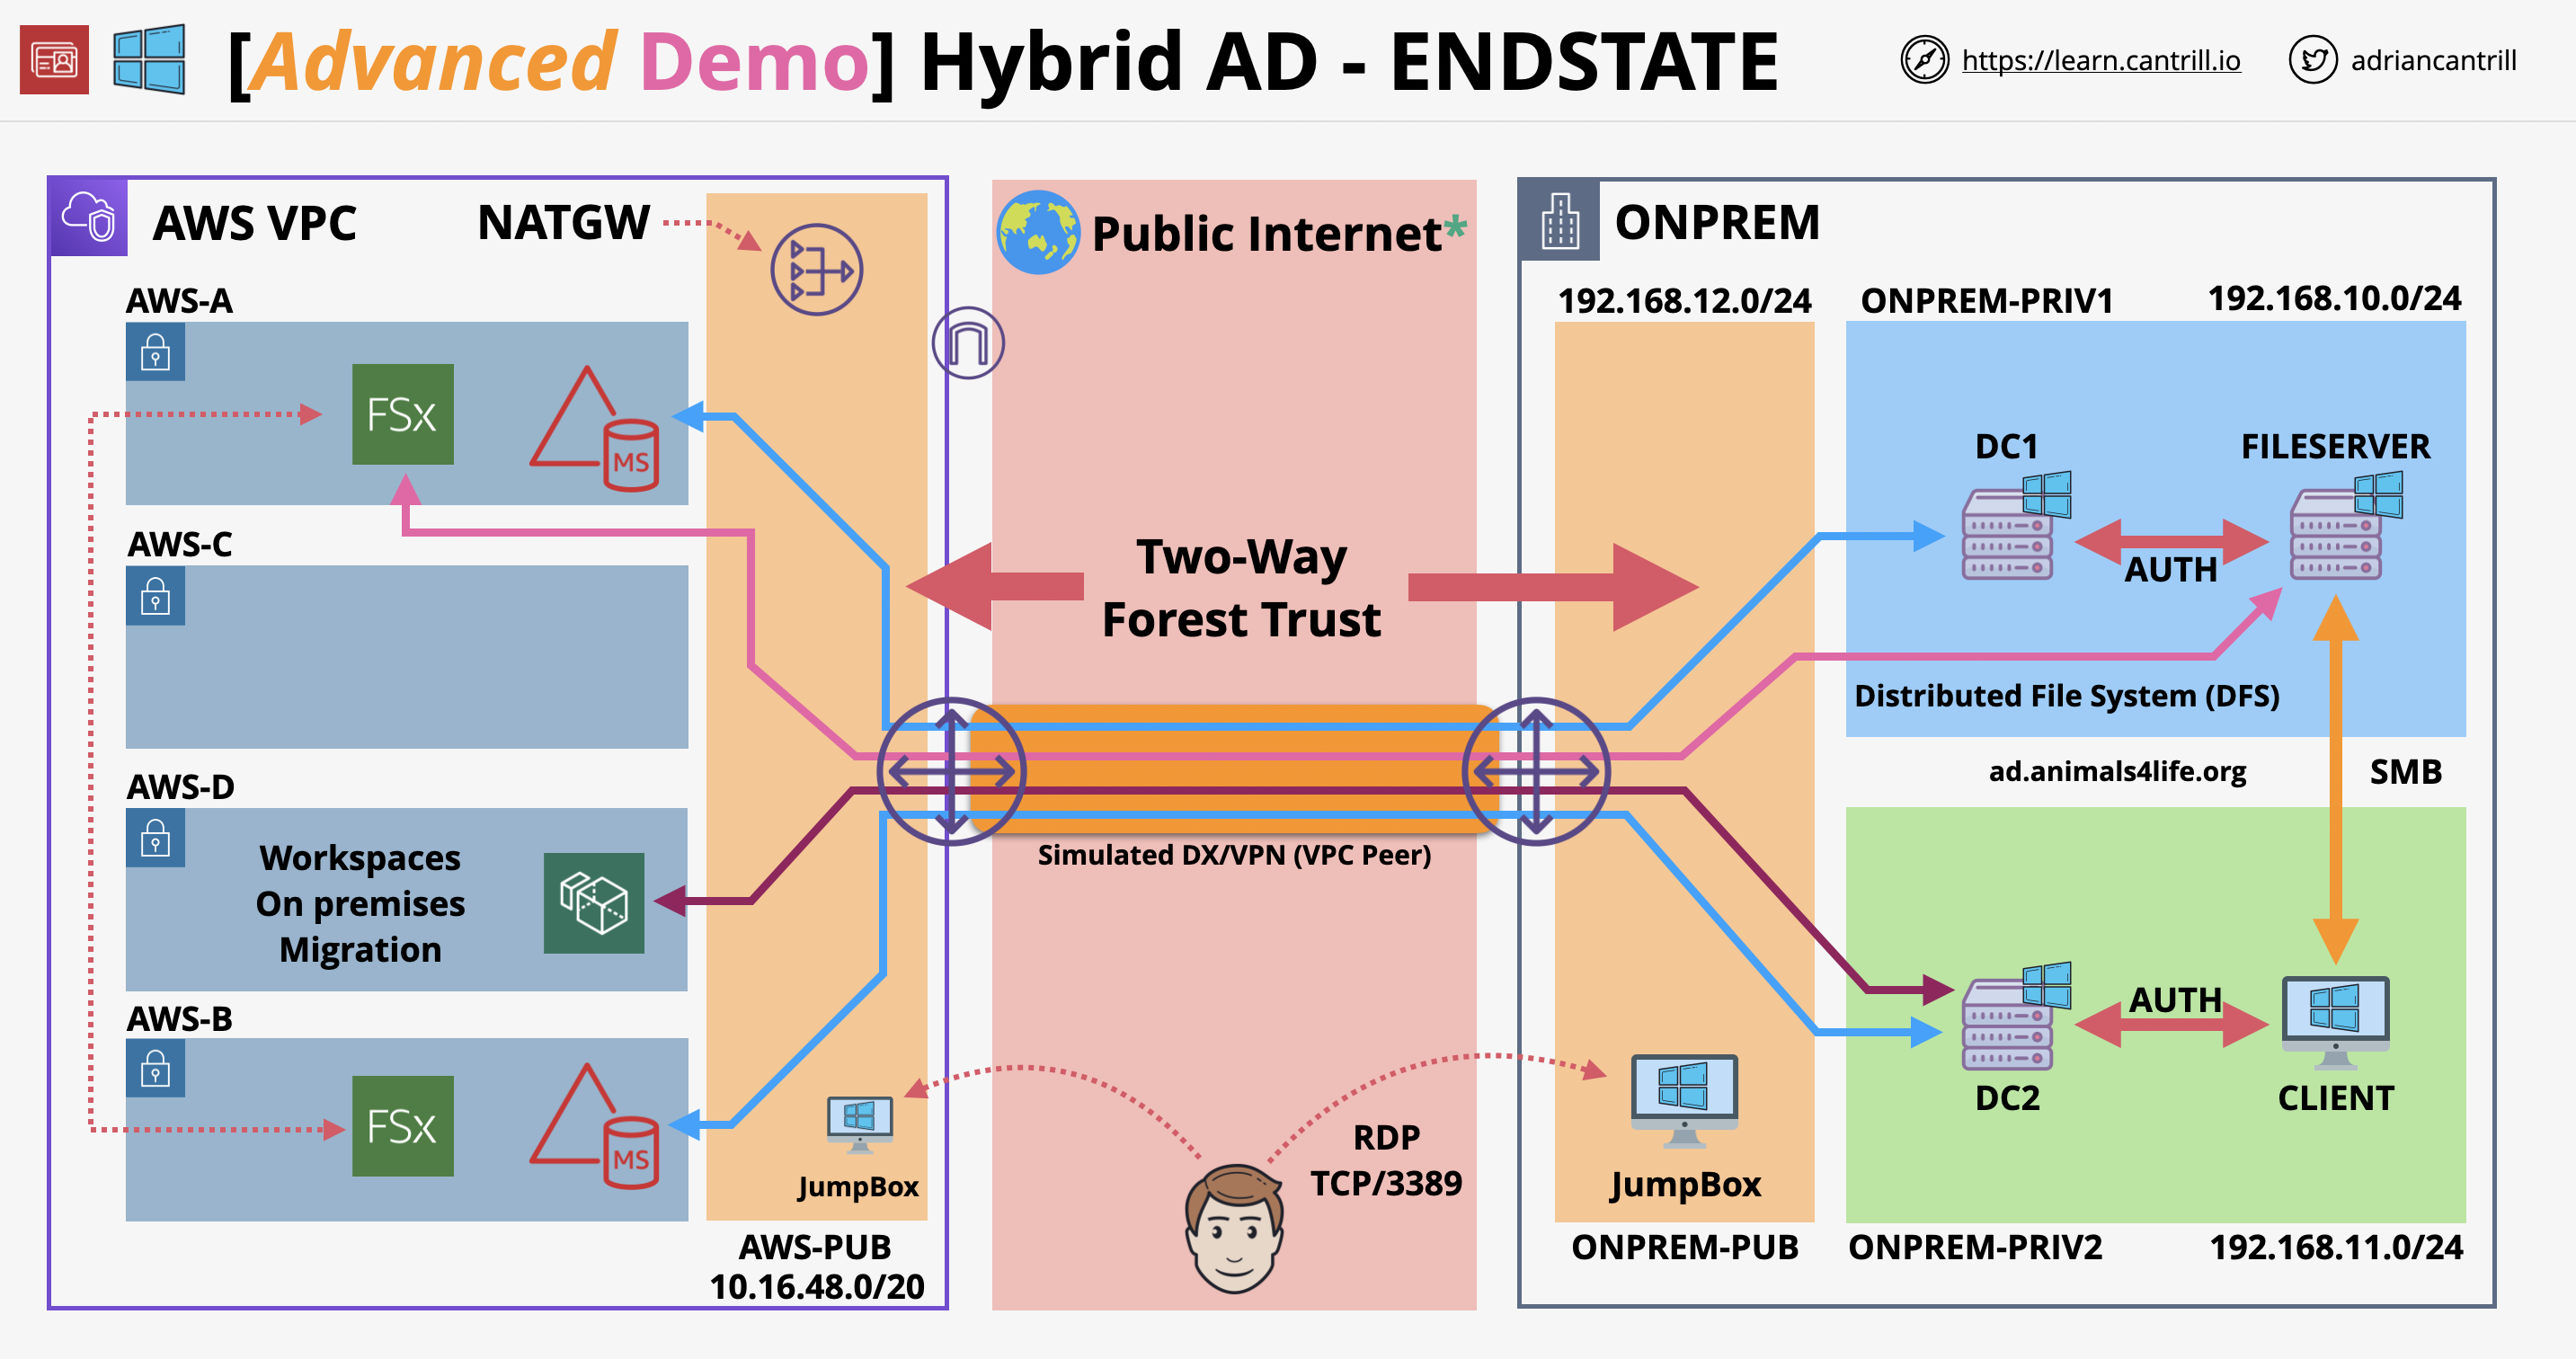 [Advanced Demo] Hybrid AD - ENDSTATE
https://learn.cantrill.io
adriancantrill
AWS VPC
NATGW
AWS-A
FSx
MS
AWS-C
AWS-D
Workspaces
On premises
Migration
AWS-B
FSx
MS
JumpBox
AWS-PUB
10.16.48.0/20
Public Internet*
Two-Way
Forest Trust
Simulated DX/VPN (VPC Peer)
RDP
TCP/3389
ONPREM
192.168.12.0/24
ONPREM-PRIV1
192.168.10.0/24
DC1
FILESERVER
AUTH
Distributed File System (DFS)
ad.animals4life.org
SMB
AUTH
DC2
CLIENT
JumpBox
ONPREM-PUB
ONPREM-PRIV2
192.168.11.0/24